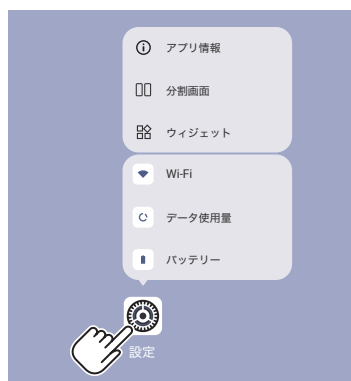 アプリ情報
分割画面
ウィジェット
Wi-Fi
データ使用量
バッテリー
設定